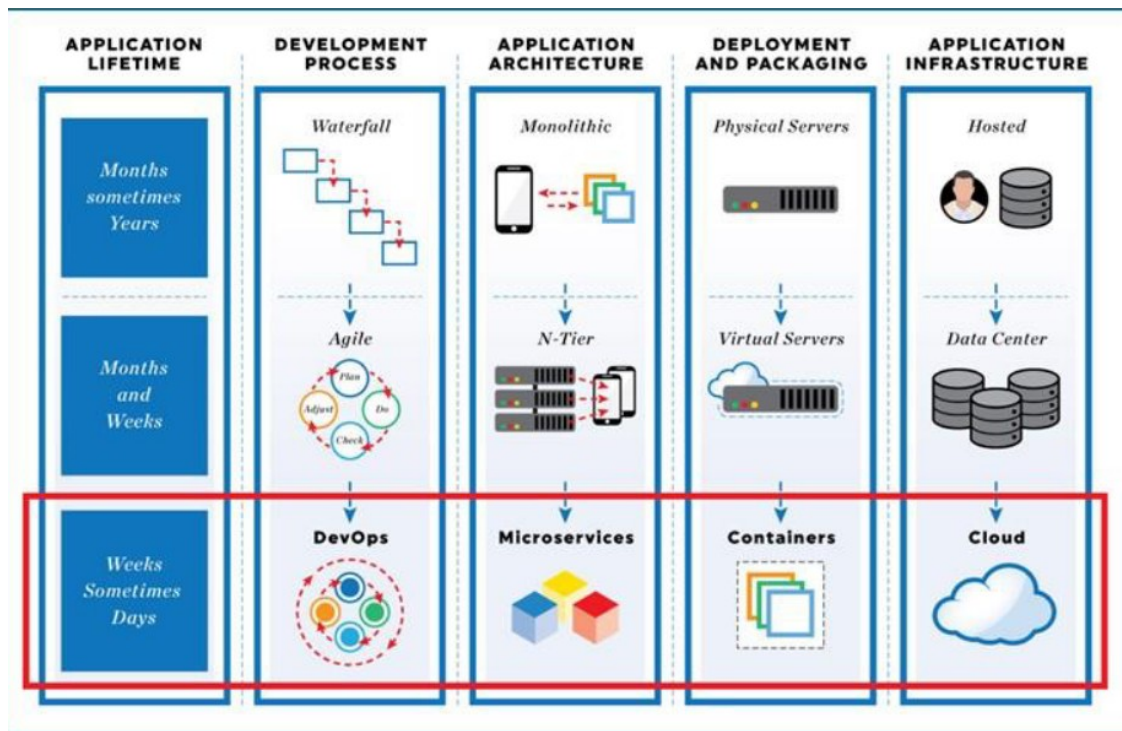 APPLICATION
LIFETIME
DEVELOPMENT
PROCESS
APPLICATION
ARCHITECTURE
DEPLOYMENT
AND PACKAGING
APPLICATION
INFRASTRUCTURE
Months
sometimes
Years
Waterfall
Monolithic
Physical Servers
Hosted
Months
and
Weeks
Agile
Plan
Adjust
Do
Check
N-Tier
Virtual Servers
Data Center
Weeks
Sometimes
Days
DevOps
Microservices
Containers
Cloud